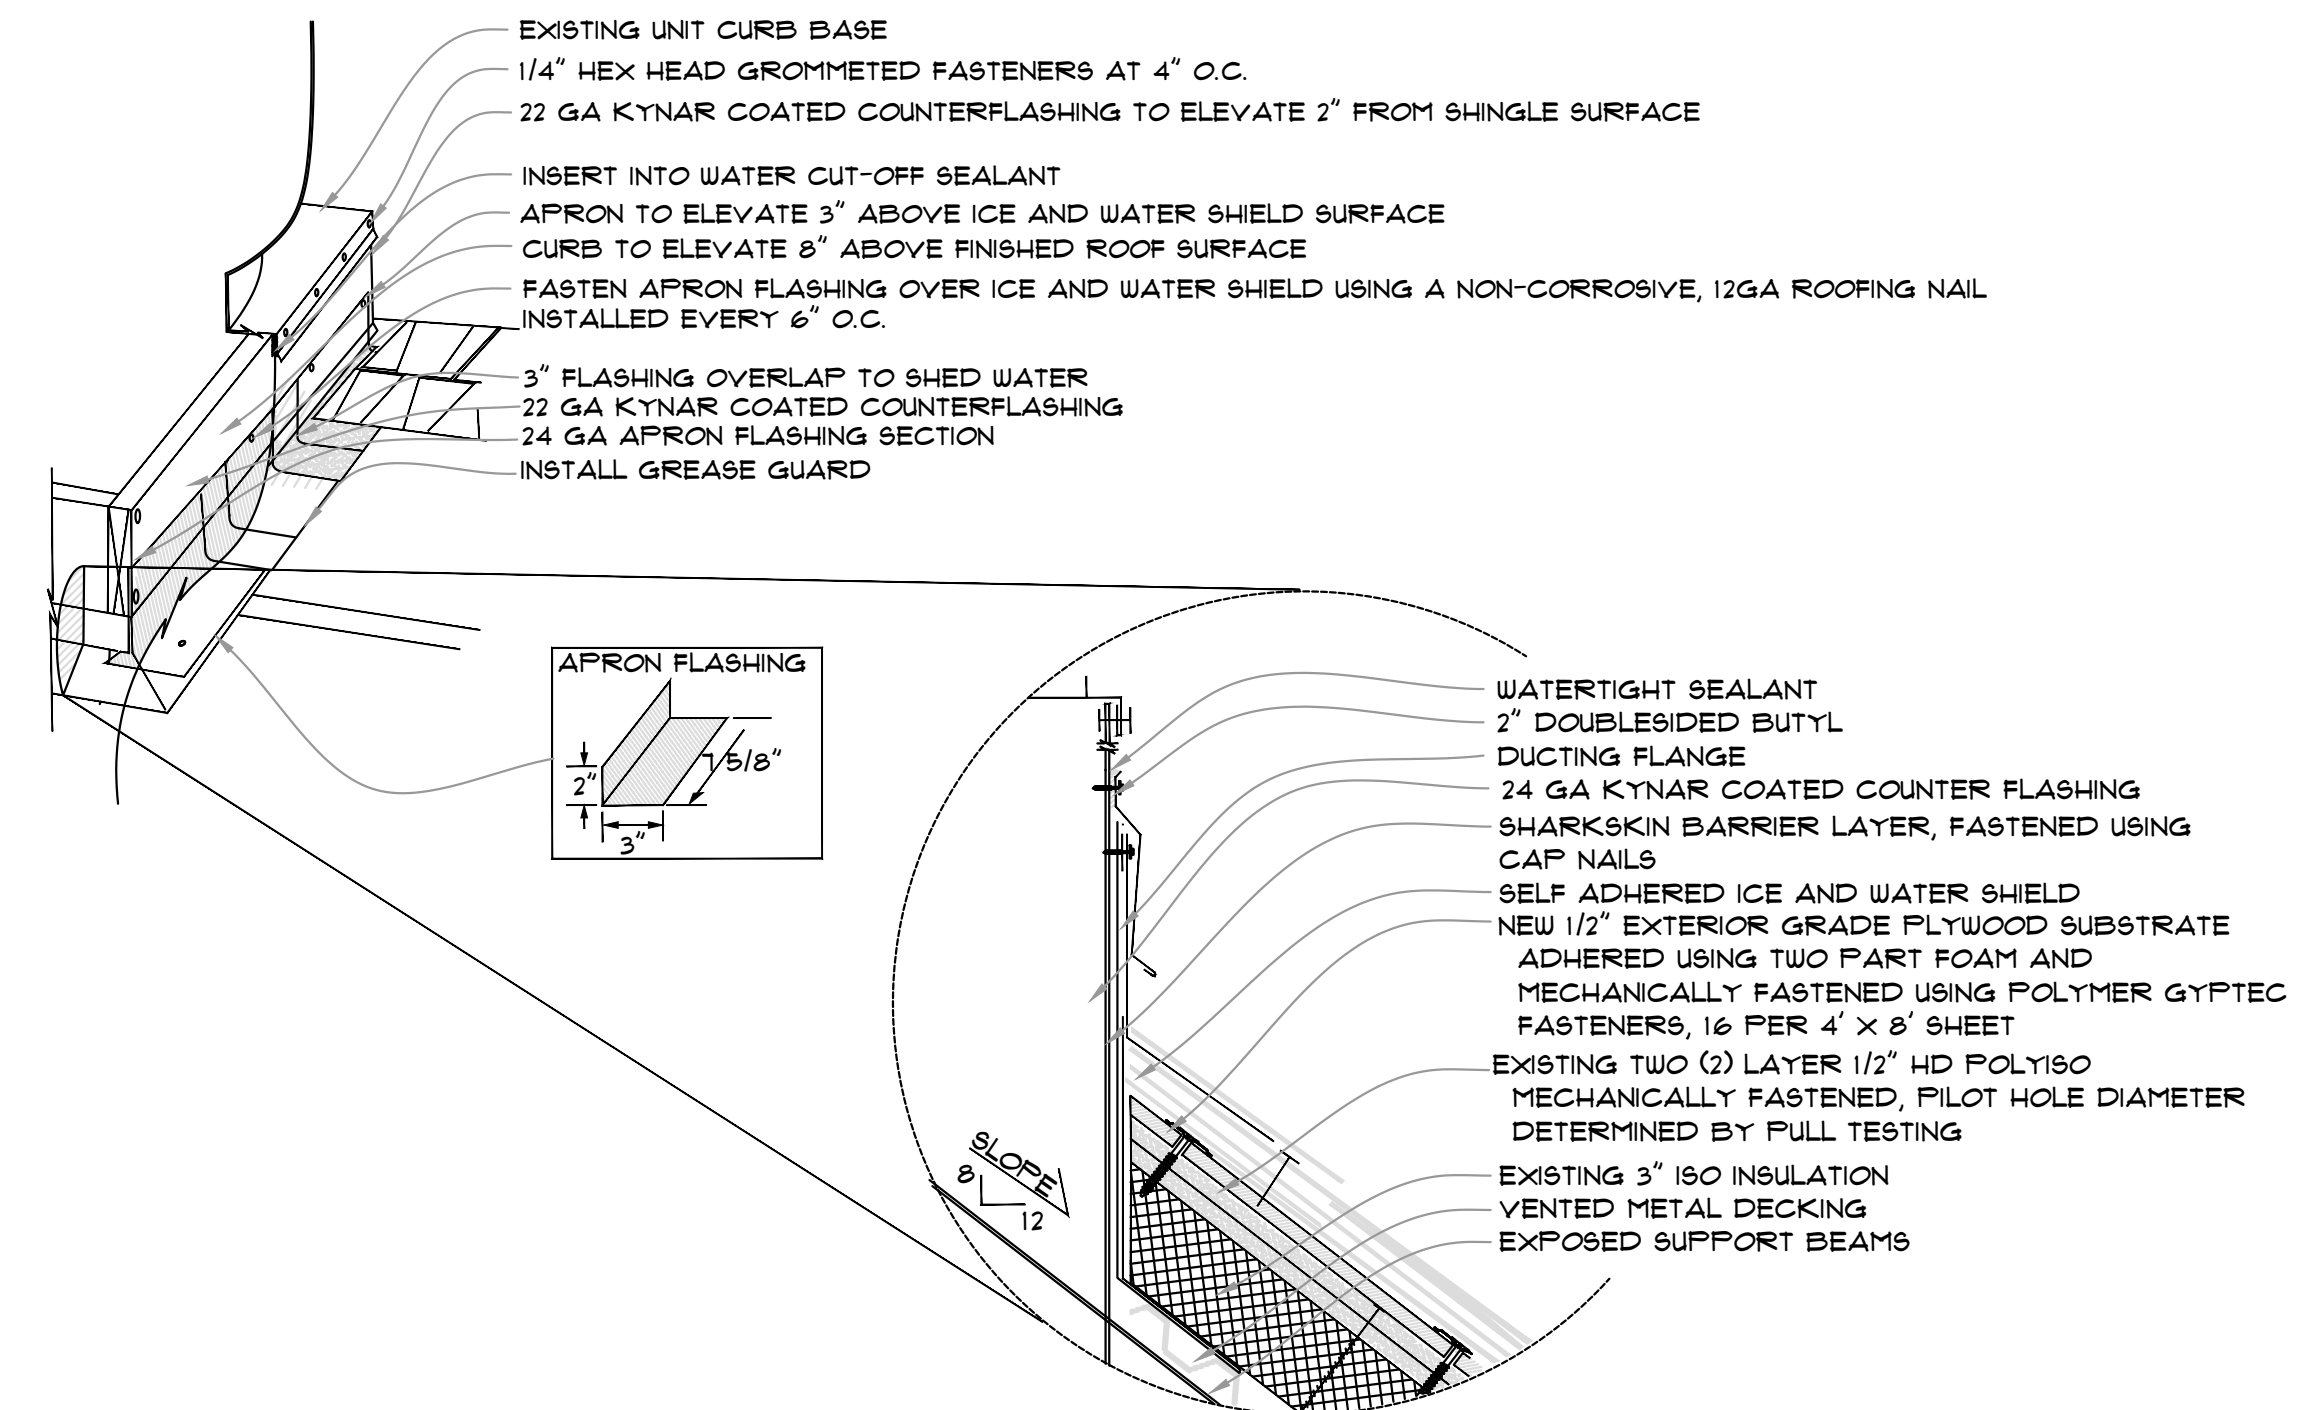 EXISTING UNIT CURB BASE
1/4" HEX HEAD GROMMETED FASTENERS AT 4" O.C.
22 GA KYNAR COATED COUNTERFLASHING TO ELEVATE 2" FROM SHINGLE SURFACE
INSERT INTO WATER CUT-OFF SEALANT
APRON TO ELEVATE 3" ABOVE ICE AND WATER SHIELD SURFACE
CURB TO ELEVATE 8" ABOVE FINISHED ROOF SURFACE
FASTEN APRON FLASHING OVER ICE AND WATER SHIELD USING A NON-CORROSIVE, 12GA ROOFING NAIL
INSTALLED EVERY 6" O.C.
3" FLASHING OVERLAP TO SHED WATER
22 GA KYNAR COATED COUNTERFLASHING
24 GA APRON FLASHING SECTION
INSTALL GREASE GUARD
APRON FLASHING
7 5/8"
2"
3"
WATERTIGHT SEALANT
2" DOUBLESIDED BUTYL
DUCTING FLANGE
24 GA KYNAR COATED COUNTER FLASHING
SHARKSKIN BARRIER LAYER, FASTENED USING
CAP NAILS
SELF ADHERED ICE AND WATER SHIELD
NEW 1/2" EXTERIOR GRADE PLYWOOD SUBSTRATE
ADHERED USING TWO PART FOAM AND
MECHANICALLY FASTENED USING POLYMER GYPTEC
FASTENERS, 16 PER 4' X 8' SHEET
EXISTING TWO (2) LAYER 1/2" HD POLYISO
MECHANICALLY FASTENED, PILOT HOLE DIAMETER
DETERMINED BY PULL TESTING
EXISTING 3" ISO INSULATION
VENTED METAL DECKING
EXPOSED SUPPORT BEAMS
SLOPE
8
12